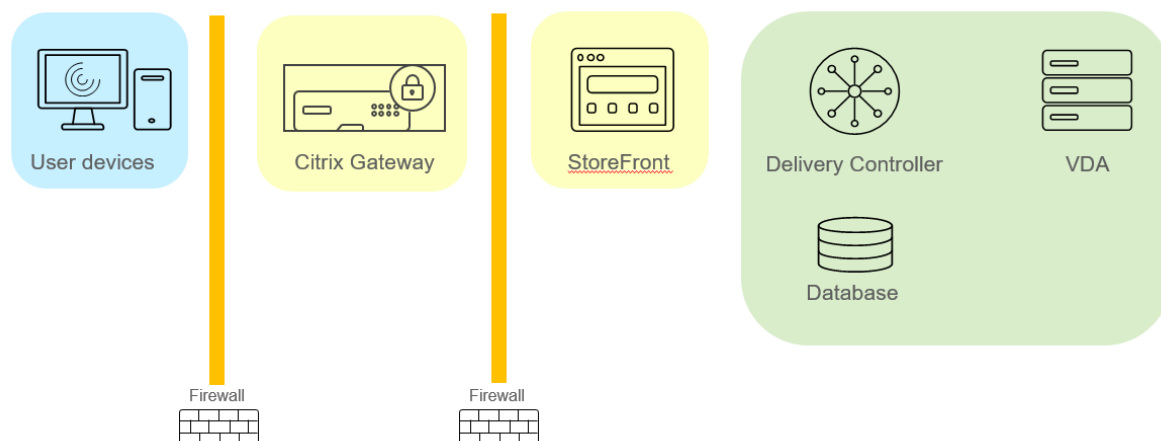 User devices
Citrix Gateway
StoreFront
Delivery Controller
VDA
Database
Firewall
Firewall